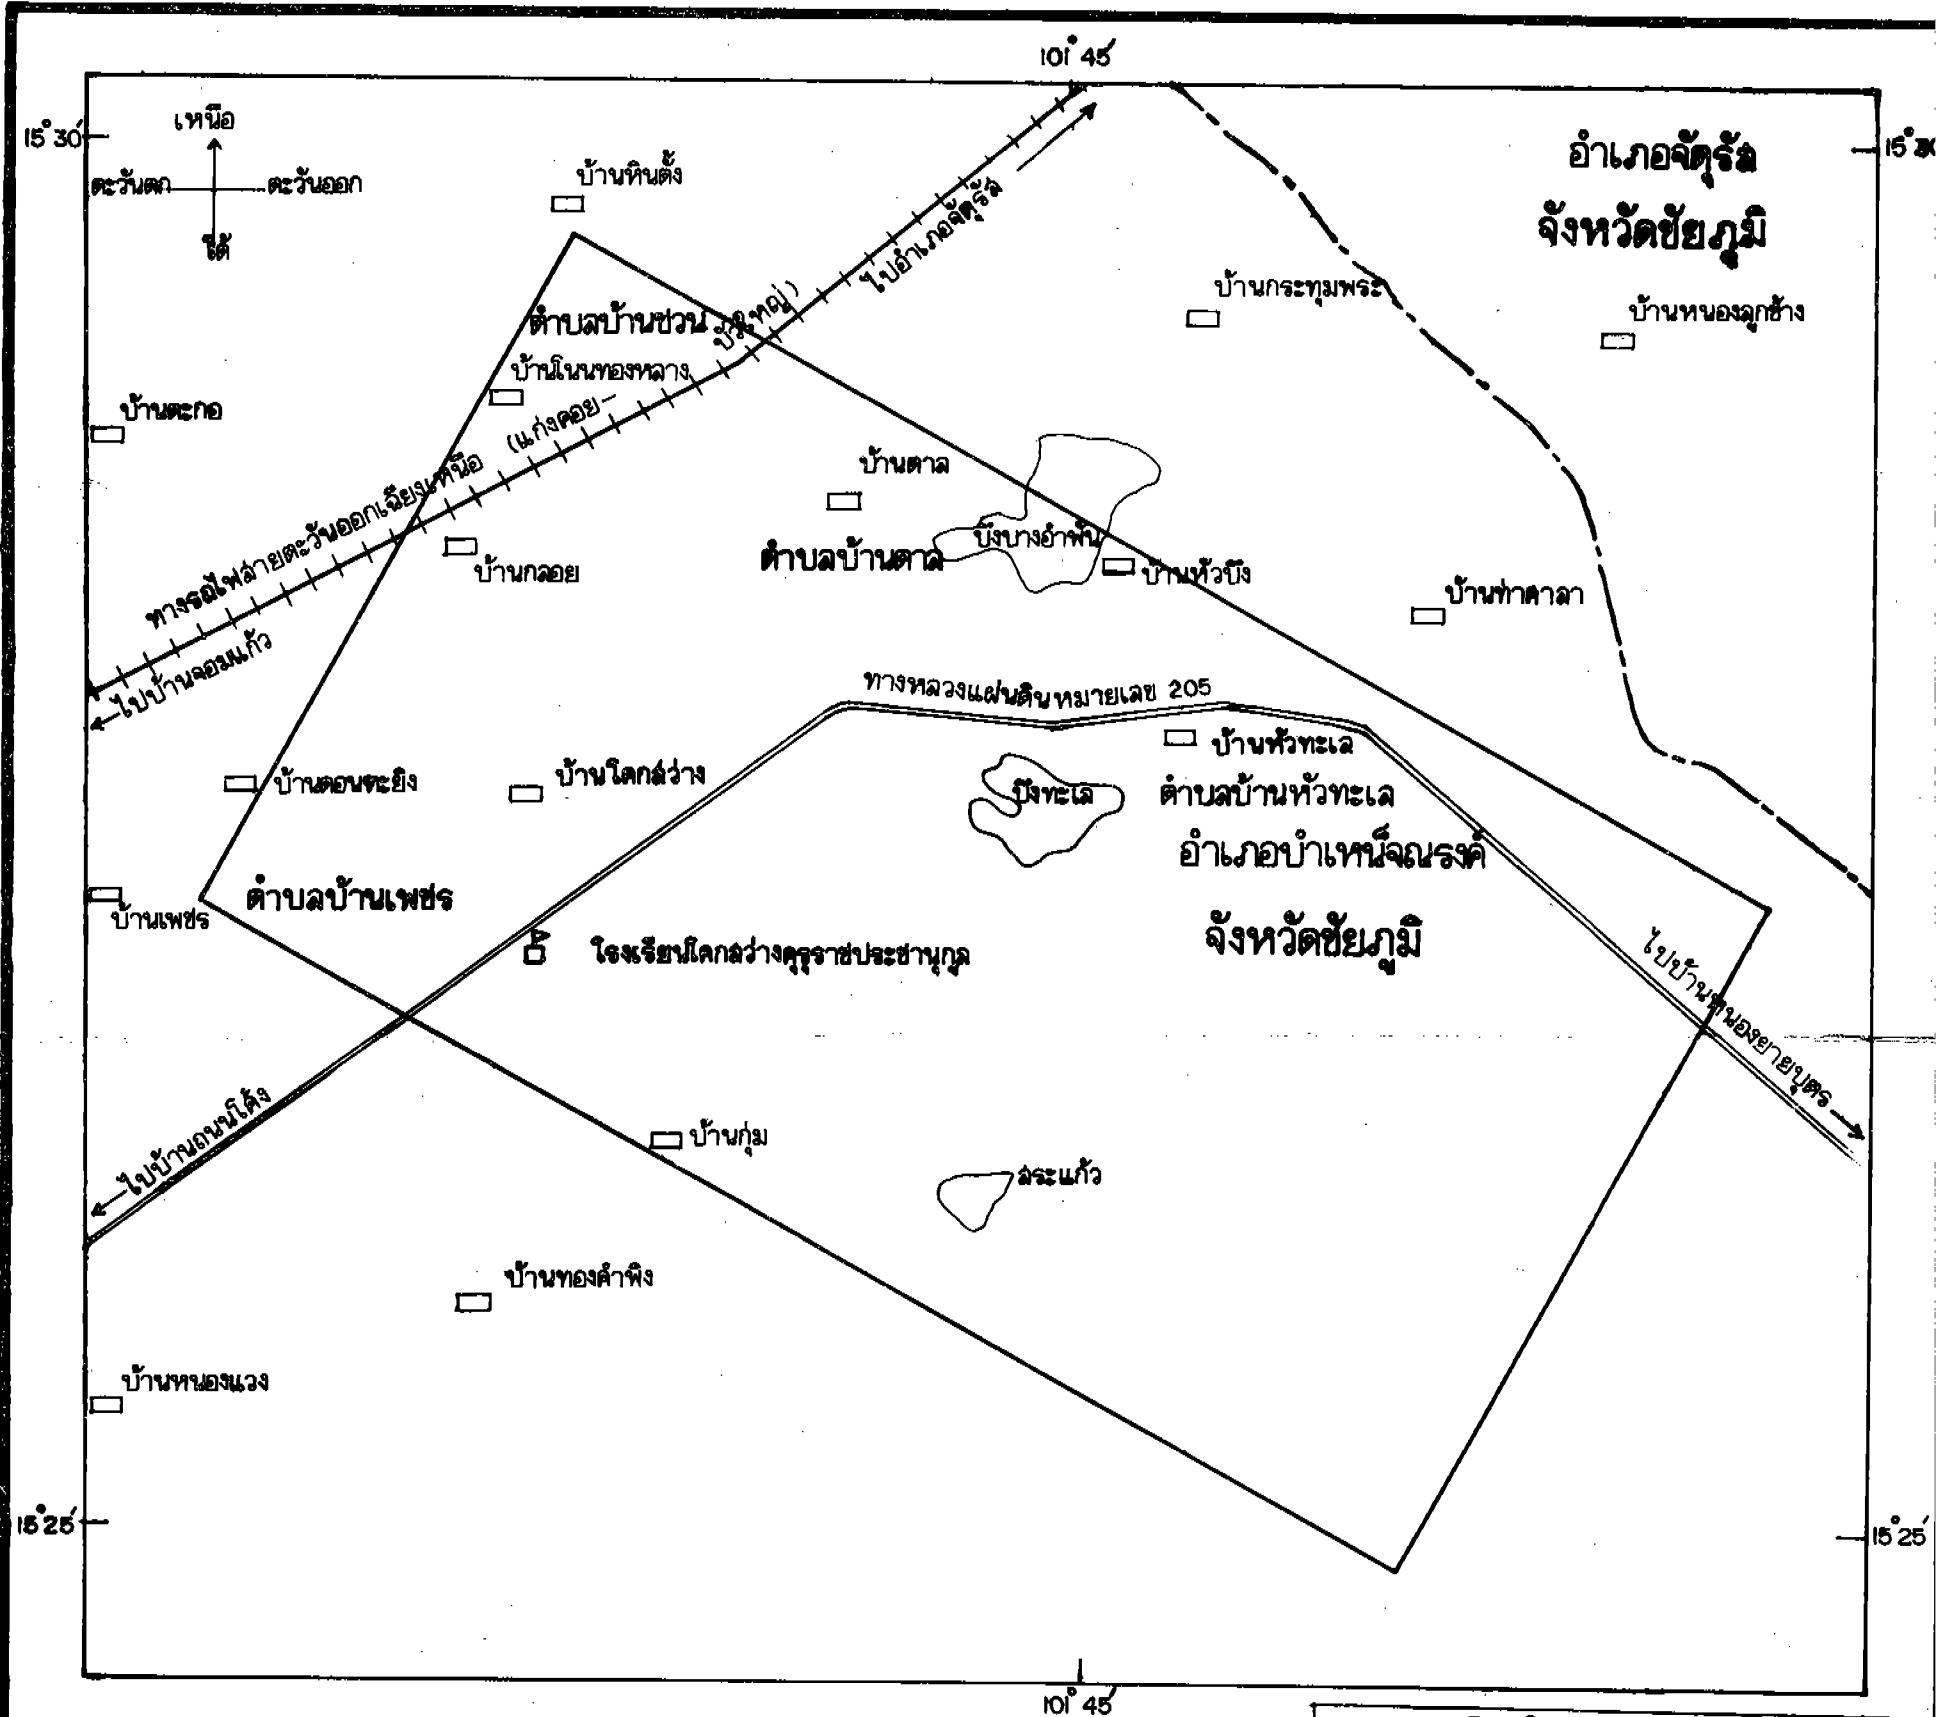 101° 45′
15° 30′
15° 30
เหนือ
ตะวันตก
ตะวันออก
ใต้
อำเภอจัตุรัส
จังหวัดชัยภูมิ
บ้านหินตั้ง
ไปอำเภอจัตุรัส
บ้านกระทุ่มพระ
บ้านหนองลูกช้าง
ตำบลบ้านชวน
บัวใหญ่)
บ้านโนนทองหลาง
บ้านตะกอ
(แก่งคอย-
ทางรถไฟสายตะวันออกเฉียงเหนือ
บ้านตาล
บึงบางอำพัน
ตำบลบ้านตาล
บ้านกลอย
บ้านหัวบึง
บ้านท่าศาลา
ไปบ้านจอมแก้ว
ทางหลวงแผ่นดินหมายเลข 205
บ้านหัวทะเล
บ้านดอนตะยิง
บ้านโคกสว่าง
บึงทะเล
ตำบลบ้านหัวทะเล
อำเภอบำเหน็จณรงค์
ตำบลบ้านเพชร
บ้านเพชร
จังหวัดชัยภูมิ
โรงเรียนโคกสว่างคุรุราชประชานุกูล
ไปบ้านหนองยายบุตร
ไปบ้านถนนโค้ง
บ้านกุ่ม
สระแก้ว
บ้านทองคำพิง
บ้านหนองแวง
15° 25′
15° 25′
101° 45′